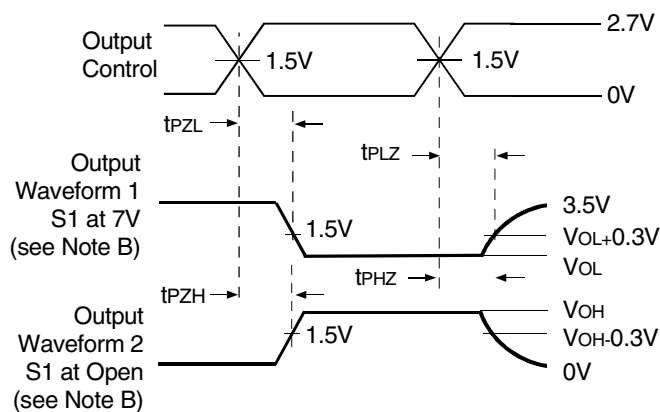 Output
Control
1.5V
1.5V
2.7V
0V
tPZL
tPLZ
Output
Waveform 1
S1 at 7V
(see Note B)
1.5V
3.5V
VOL+0.3V
VOL
tPZH
tPHZ
Output
Waveform 2
S1 at Open
(see Note B)
1.5V
VOH
VOH-0.3V
0V